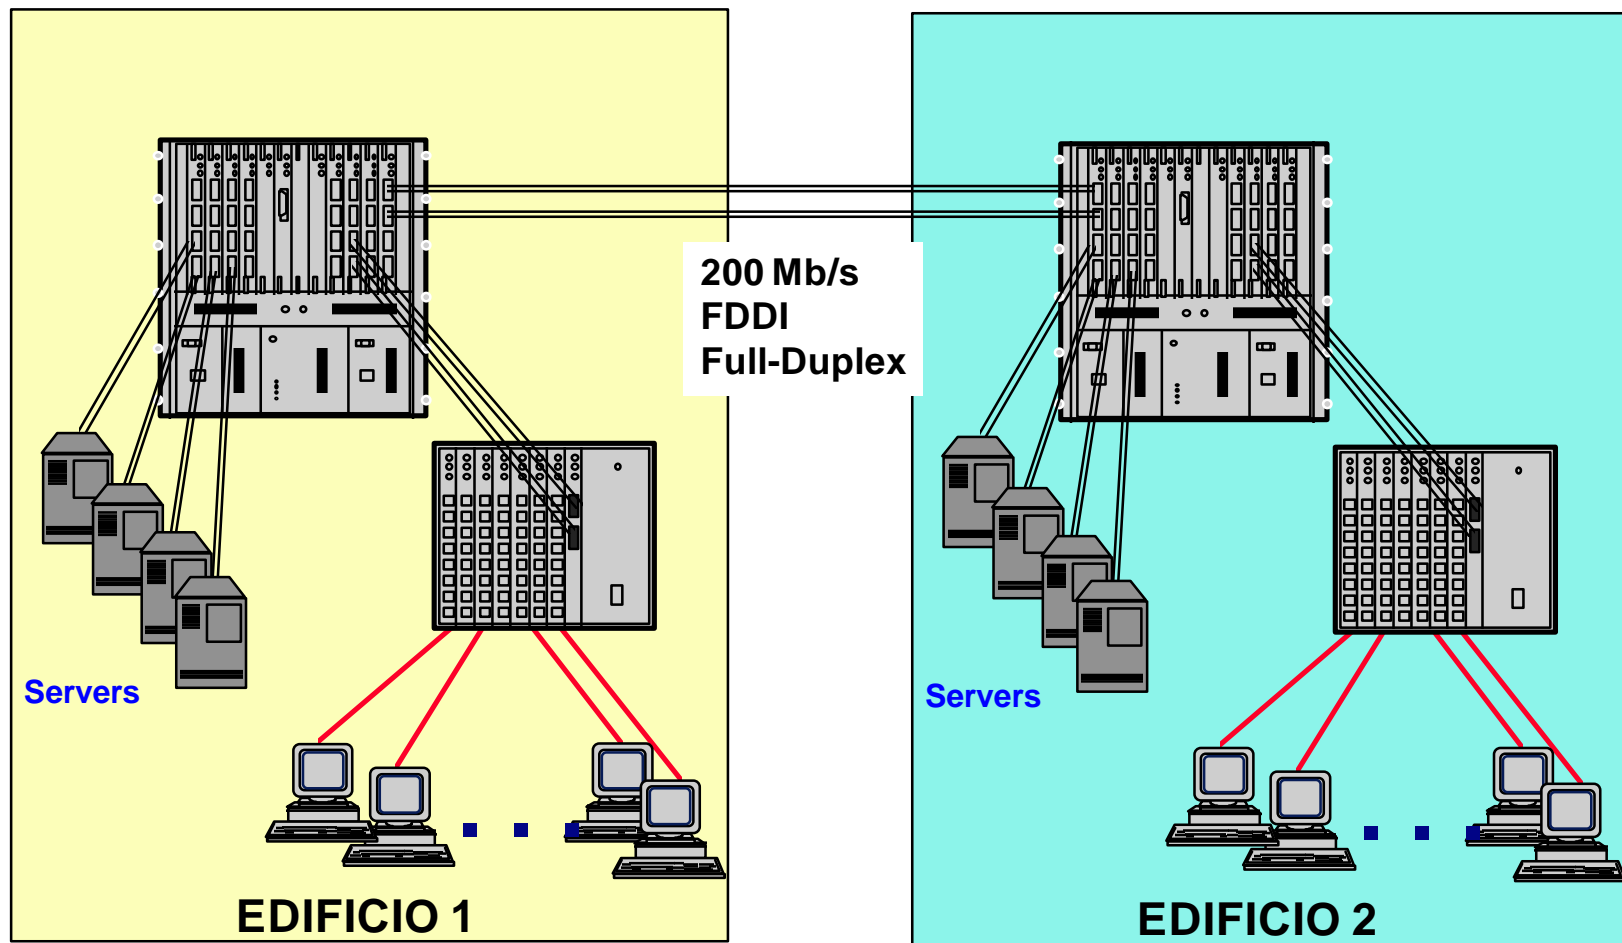 200 Mb/s
FDDI
Full-Duplex
Servers
Servers
EDIFICIO 1
EDIFICIO 2